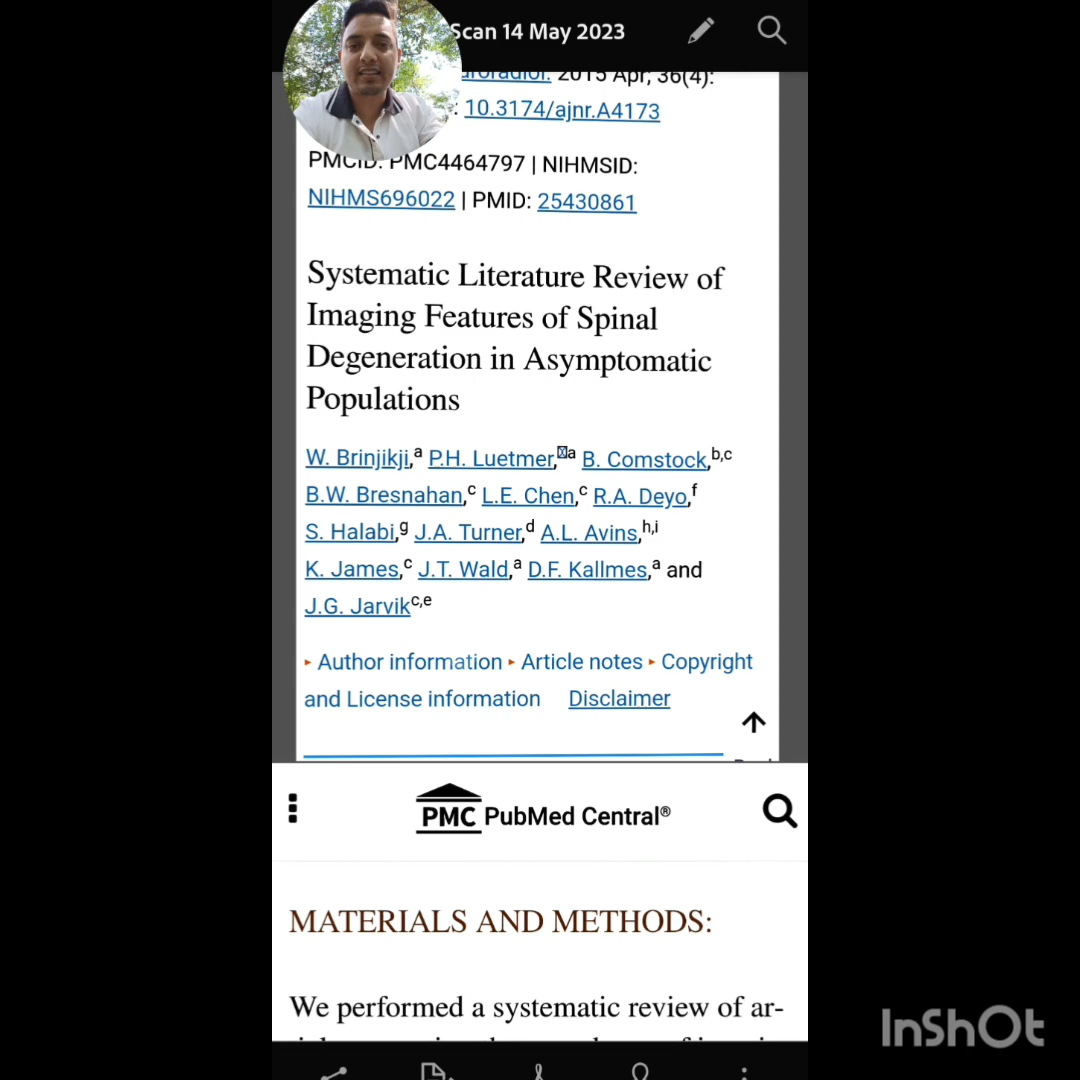 Scan 14 May 2023
2015 Apr; 36(4):
: 10.3174/ajnr.A4173
PMCID: PMC4464797 | NIHMSID:
NIHMS696022 | PMID: 25430861
Systematic Literature Review of
Imaging Features of Spinal
Degeneration in Asymptomatic
Populations
W. Brinjikji,a P.H. Luetmer,a B. Comstock,b,c
B.W. Bresnahan,c L.E. Chen,c R.A. Deyo,f
S. Halabi,g J.A. Turner,d A.L. Avins,h,i
K. James,c J.T. Wald,a D.F. Kallmes,a and
J.G. Jarvikc,e
▸ Author information ▸ Article notes ▸ Copyright
and License information Disclaimer
PMC PubMed Central®
MATERIALS AND METHODS:
We performed a systematic review of ar-
InShOt